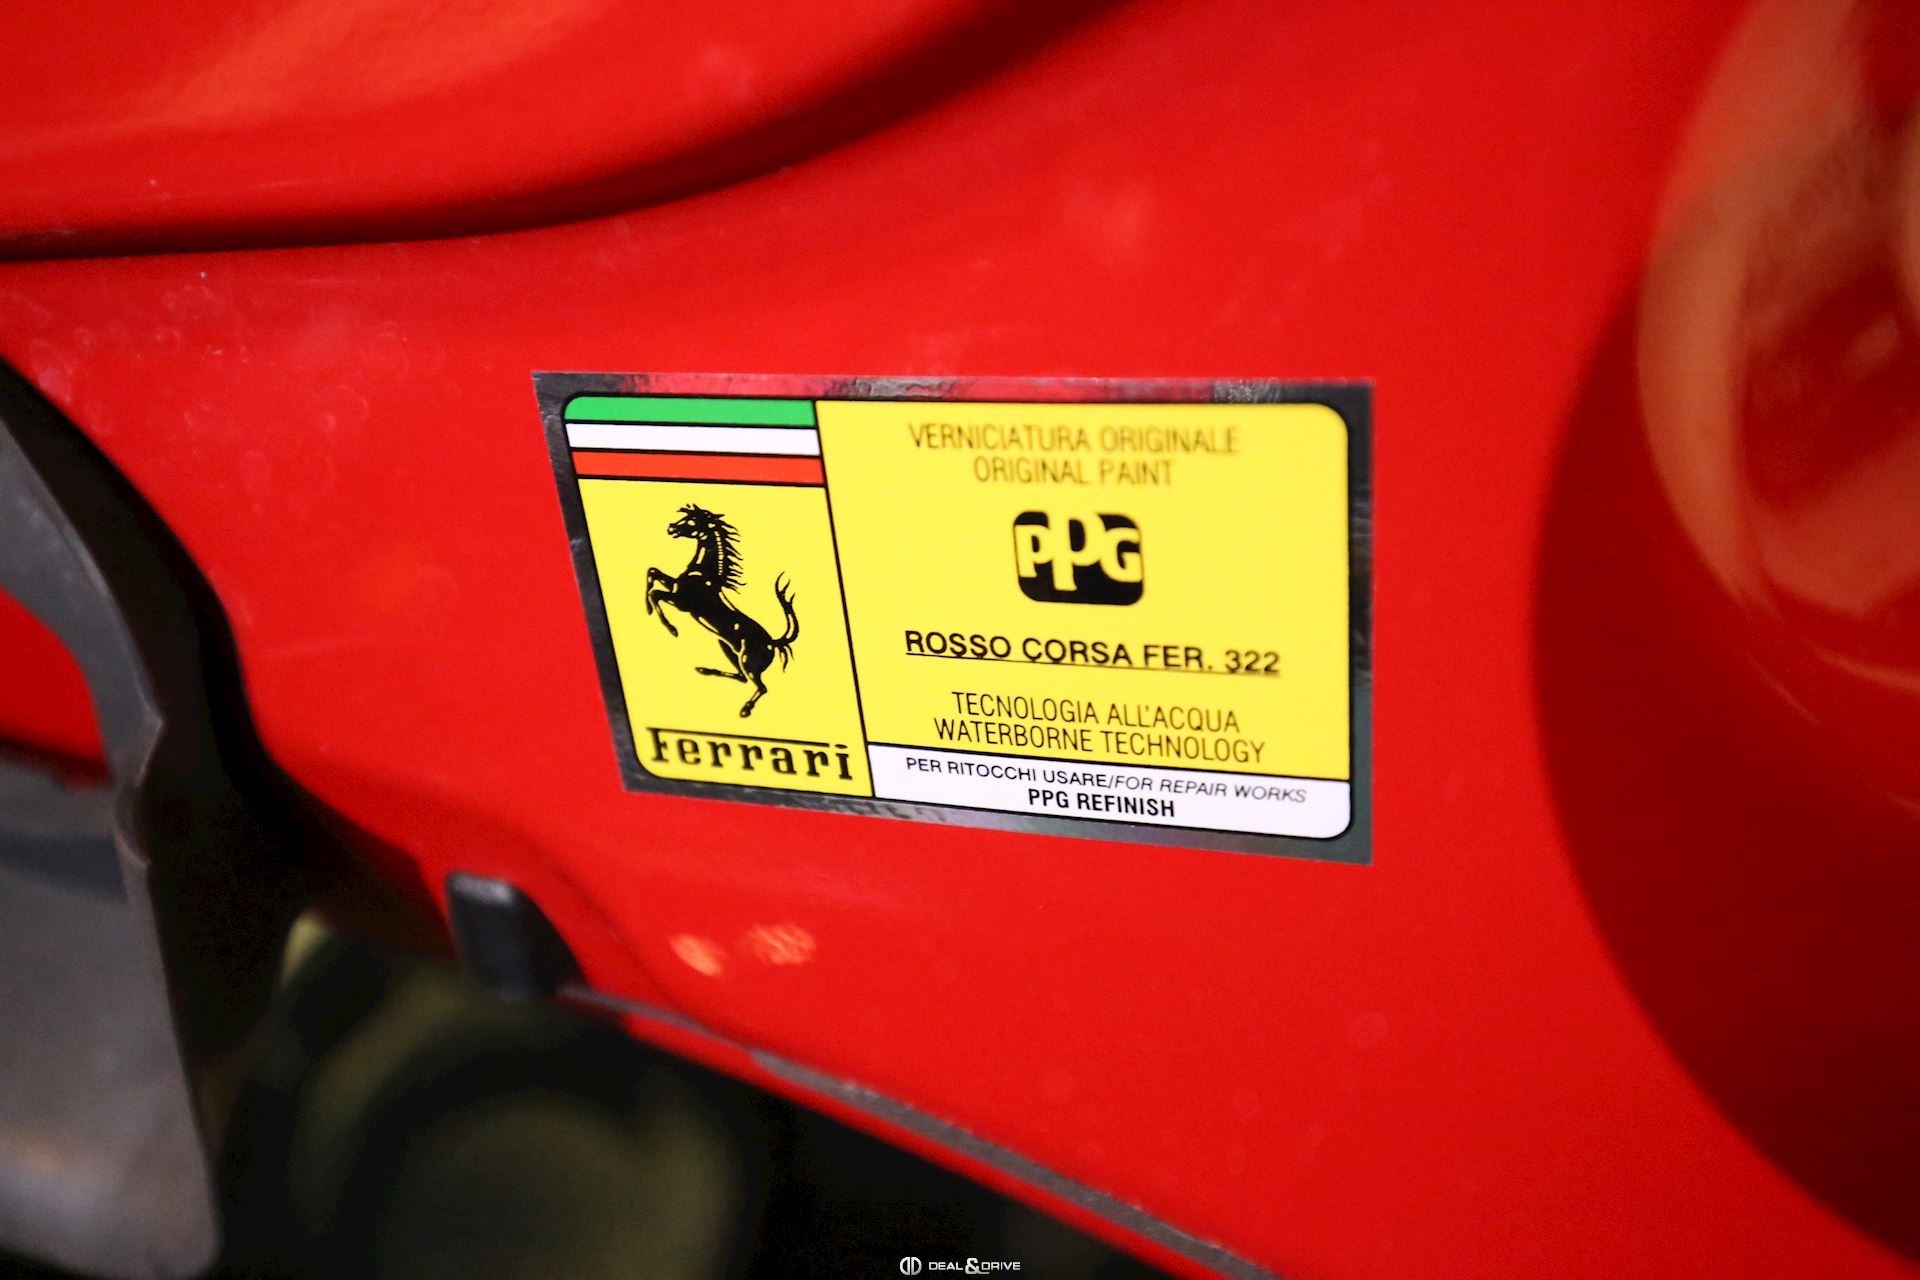 Ferrari
VERNICIATURA ORIGINALE
ORIGINAL PAINT
PPG
ROSSO CORSA FER. 322
TECNOLOGIA ALL'ACQUA
WATERBORNE TECHNOLOGY
PER RITOCCHI USARE/FOR REPAIR WORKS
PPG REFINISH
DEAL&DRIVE